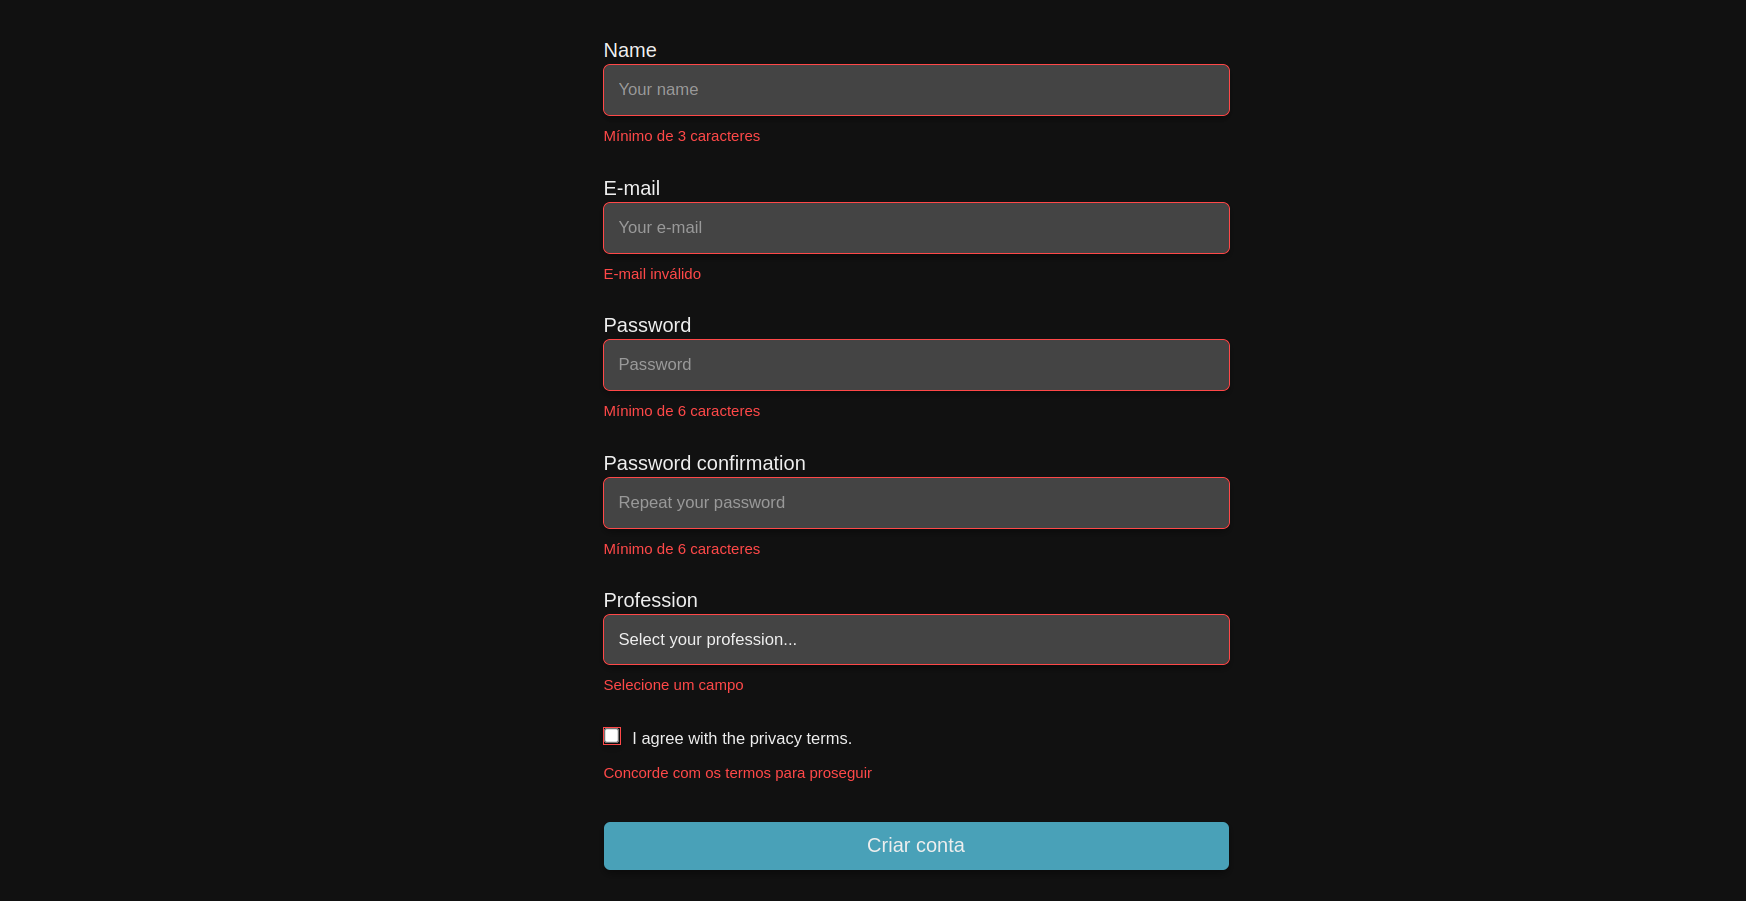 Name
Your name
Mínimo de 3 caracteres
E-mail
Your e-mail
E-mail inválido
Password
Password
Mínimo de 6 caracteres
Password confirmation
Repeat your password
Mínimo de 6 caracteres
Profession
Select your profession...
Selecione um campo
I agree with the privacy terms.
Concorde com os termos para proseguir
Criar conta